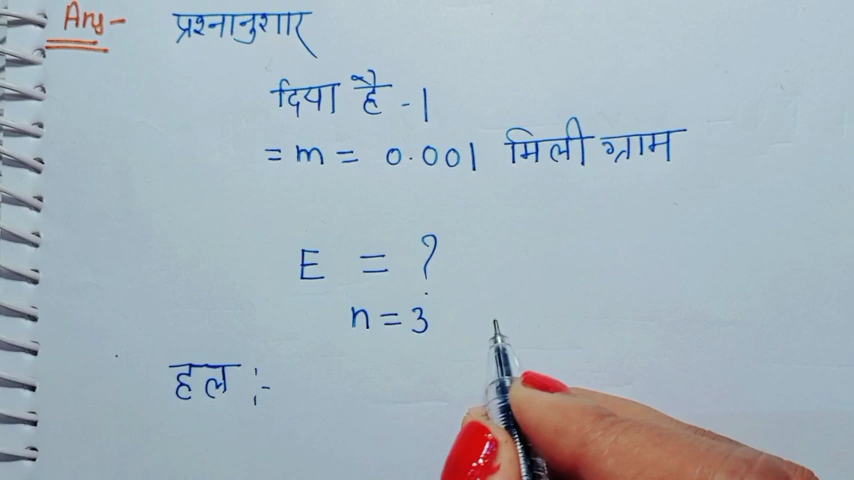 Ans- प्रश्नानुशार
दिया है -।
= m = 0.001 मिली ग्राम
E = ?
n = 3
हल :-